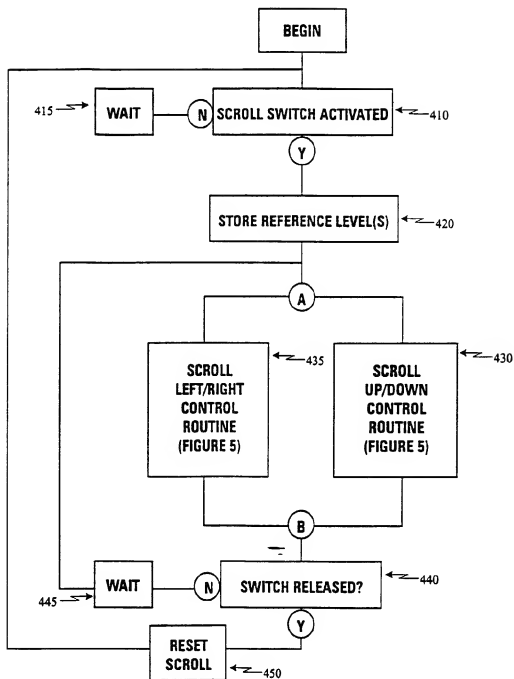 BEGIN
415
WAIT
N
SCROLL SWITCH ACTIVATED
410
Y
STORE REFERENCE LEVEL(S)
420
A
435
430
SCROLL
LEFT/RIGHT
CONTROL
ROUTINE
(FIGURE 5)
SCROLL
UP/DOWN
CONTROL
ROUTINE
(FIGURE 5)
B
445
WAIT
N
SWITCH RELEASED?
440
Y
RESET
SCROLL
450